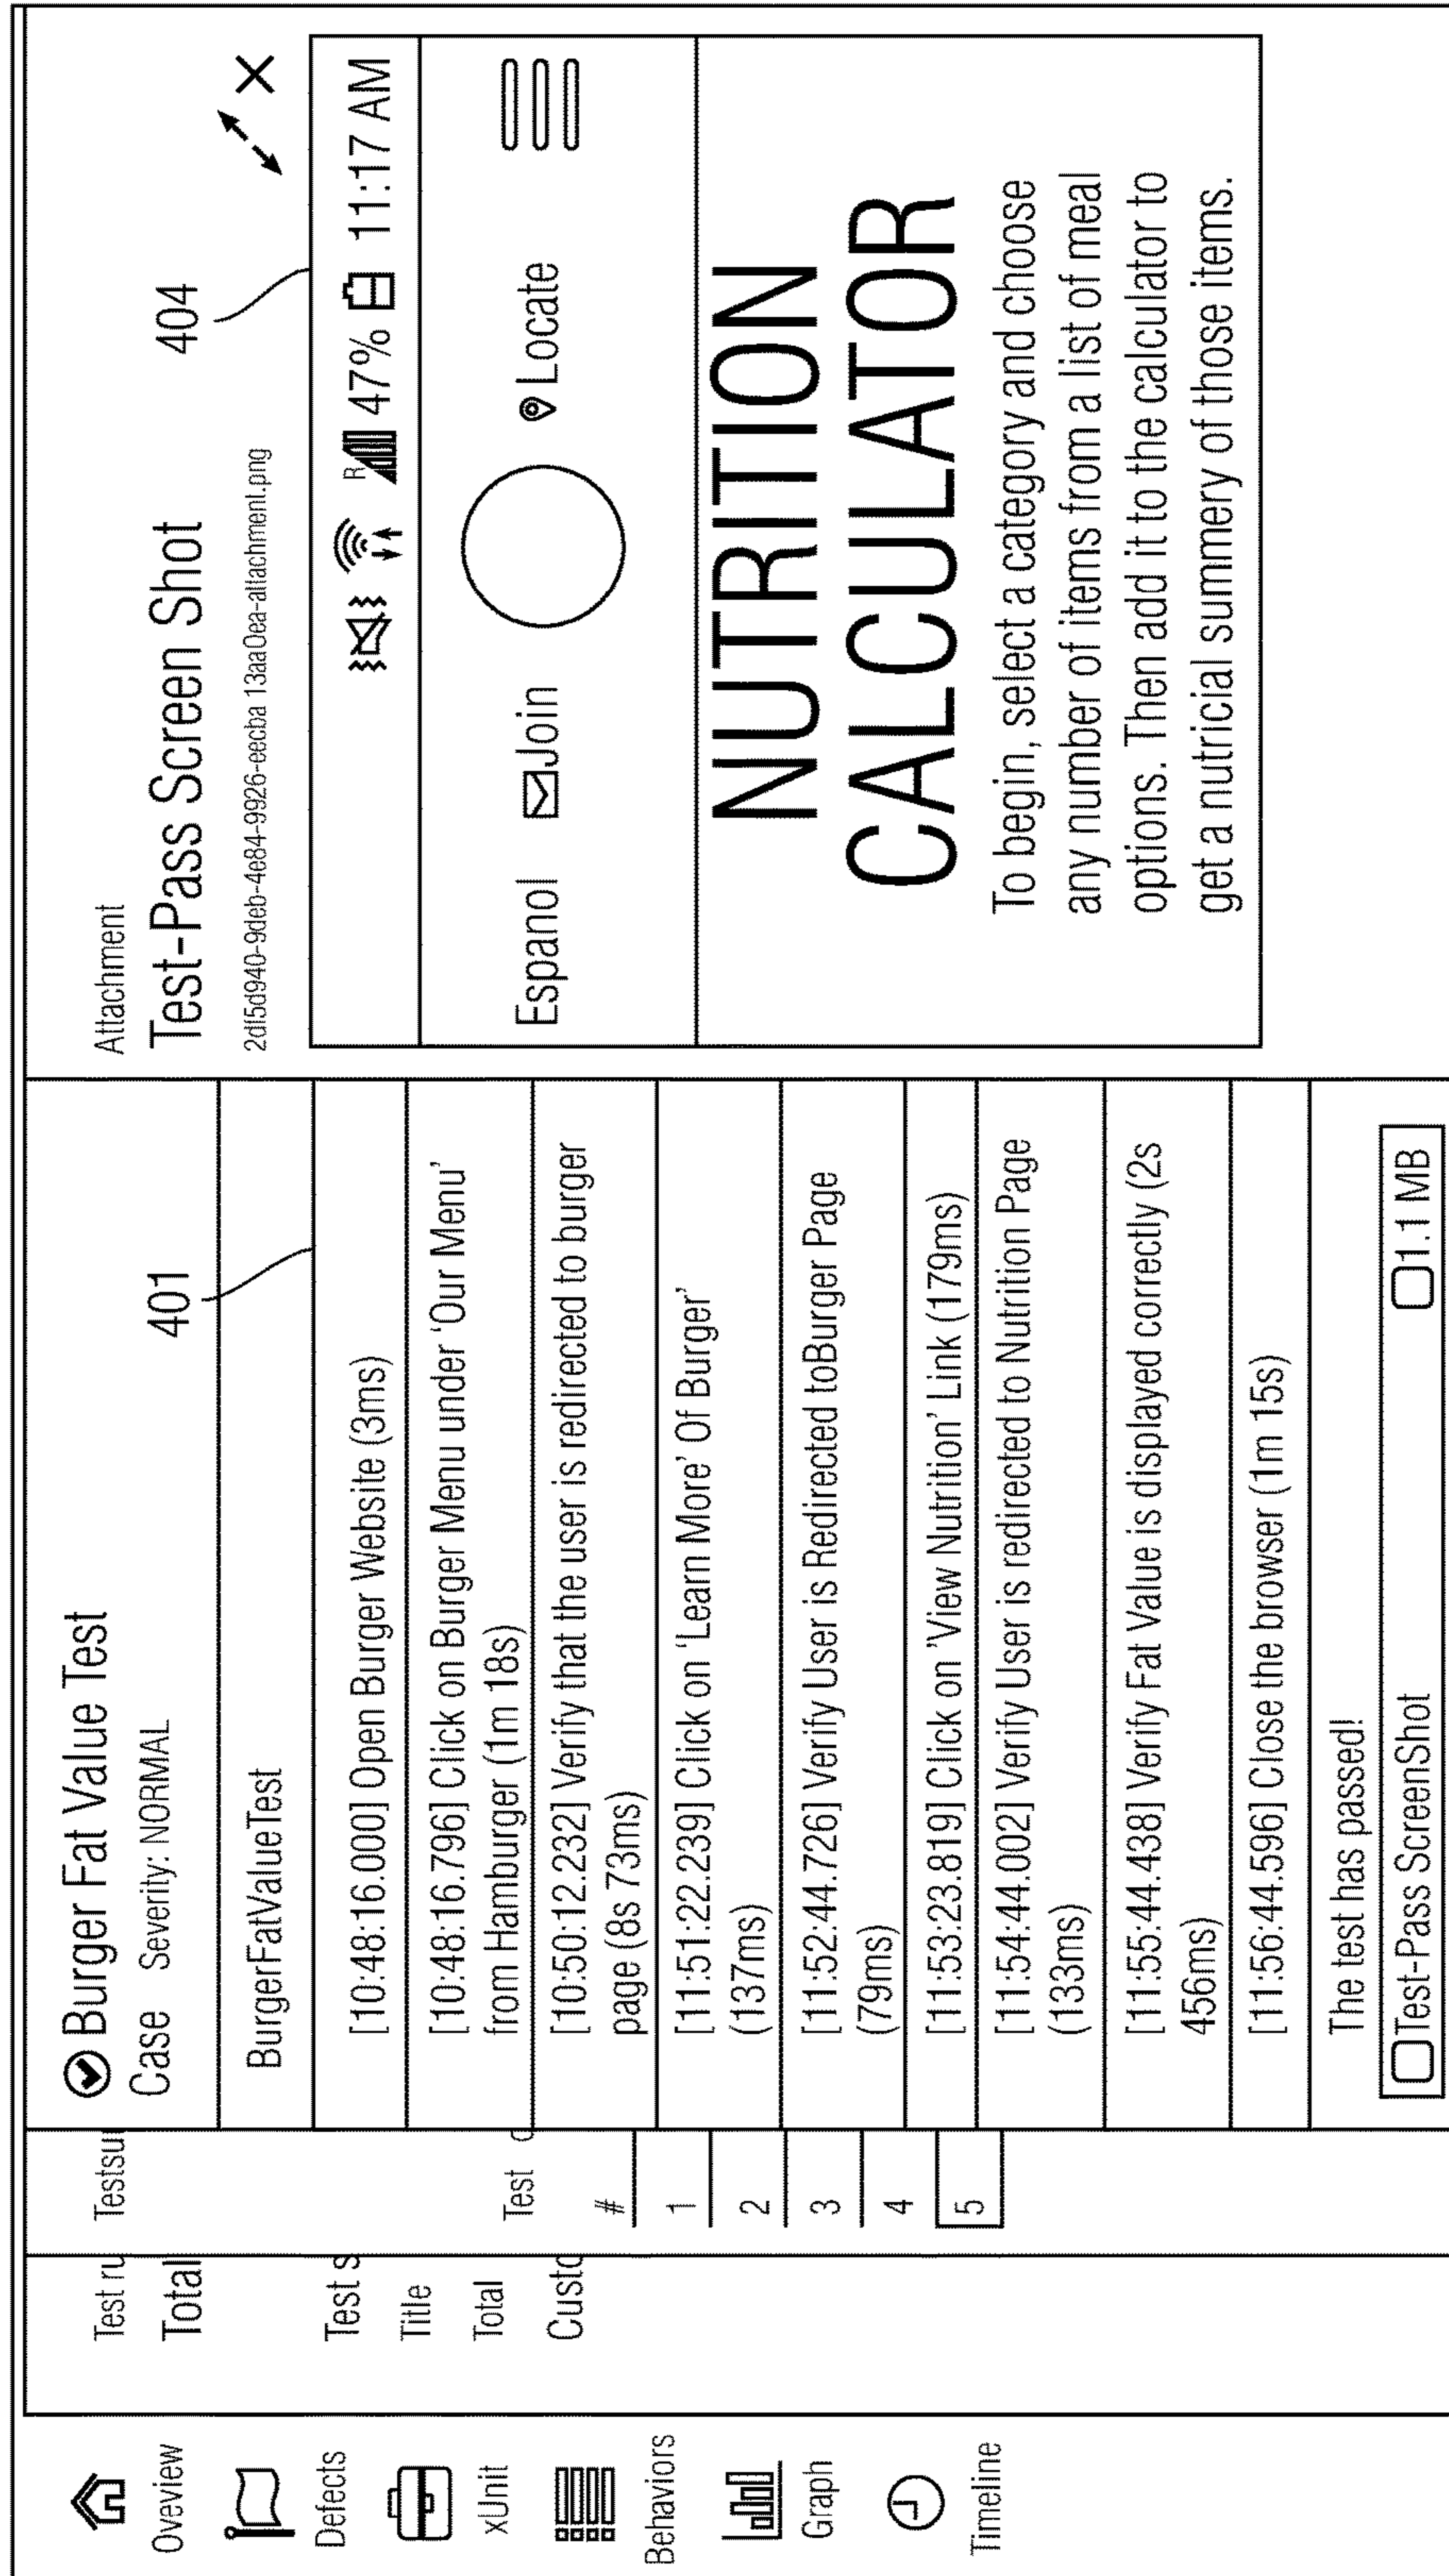 Oveview
Defects
xUnit
Behaviors
Graph
Timeline
Test ru
Total
Test s
Title
Total
Custo
Testsu
Test c
#
1
2
3
4
5
Burger Fat Value Test
Case Severity: NORMAL
401
BurgerFatValueTest
[10:48:16.000] Open Burger Website (3ms)
[10:48:16.796] Click on Burger Menu under 'Our Menu'
from Hamburger (1m 18s)
[10:50:12.232] Verify that the user is redirected to burger
page (8s 73ms)
[11:51:22.239] Click on 'Learn More' Of Burger'
(137ms)
[11:52:44.726] Verify User is Redirected toBurger Page
(79ms)
[11:53:23.819] Click on 'View Nutrition' Link (179ms)
[11:54:44.002] Verify User is redirected to Nutrition Page
(133ms)
[11:55:44.438] Verify Fat Value is displayed correctly (2s
456ms)
[11:56:44.596] Close the browser (1m 15s)
The test has passed!
Test-Pass ScreenShot 1.1 MB
Attachment
Test-Pass Screen Shot
404
2df5d940-9deb-4e84-9926-eecba 13aa0ea-attachment.png
R 47% 11:17 AM
Espanol Join Locate
NUTRITION
CALCULATOR
To begin, select a category and choose
any number of items from a list of meal
options. Then add it to the calculator to
get a nutricial summery of those items.